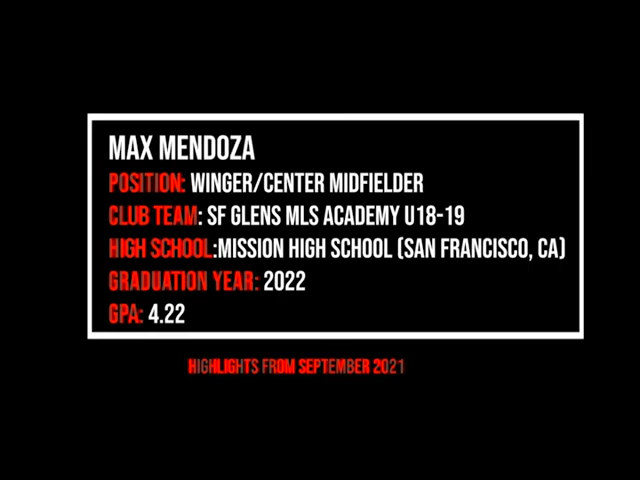 MAX MENDOZA
POSITION: WINGER/CENTER MIDFIELDER
CLUB TEAM: SF GLENS MLS ACADEMY U18-19
HIGH SCHOOL:MISSION HIGH SCHOOL (SAN FRANCISCO, CA)
GRADUATION YEAR: 2022
GPA: 4.22
HIGHLIGHTS FROM SEPTEMBER 2021